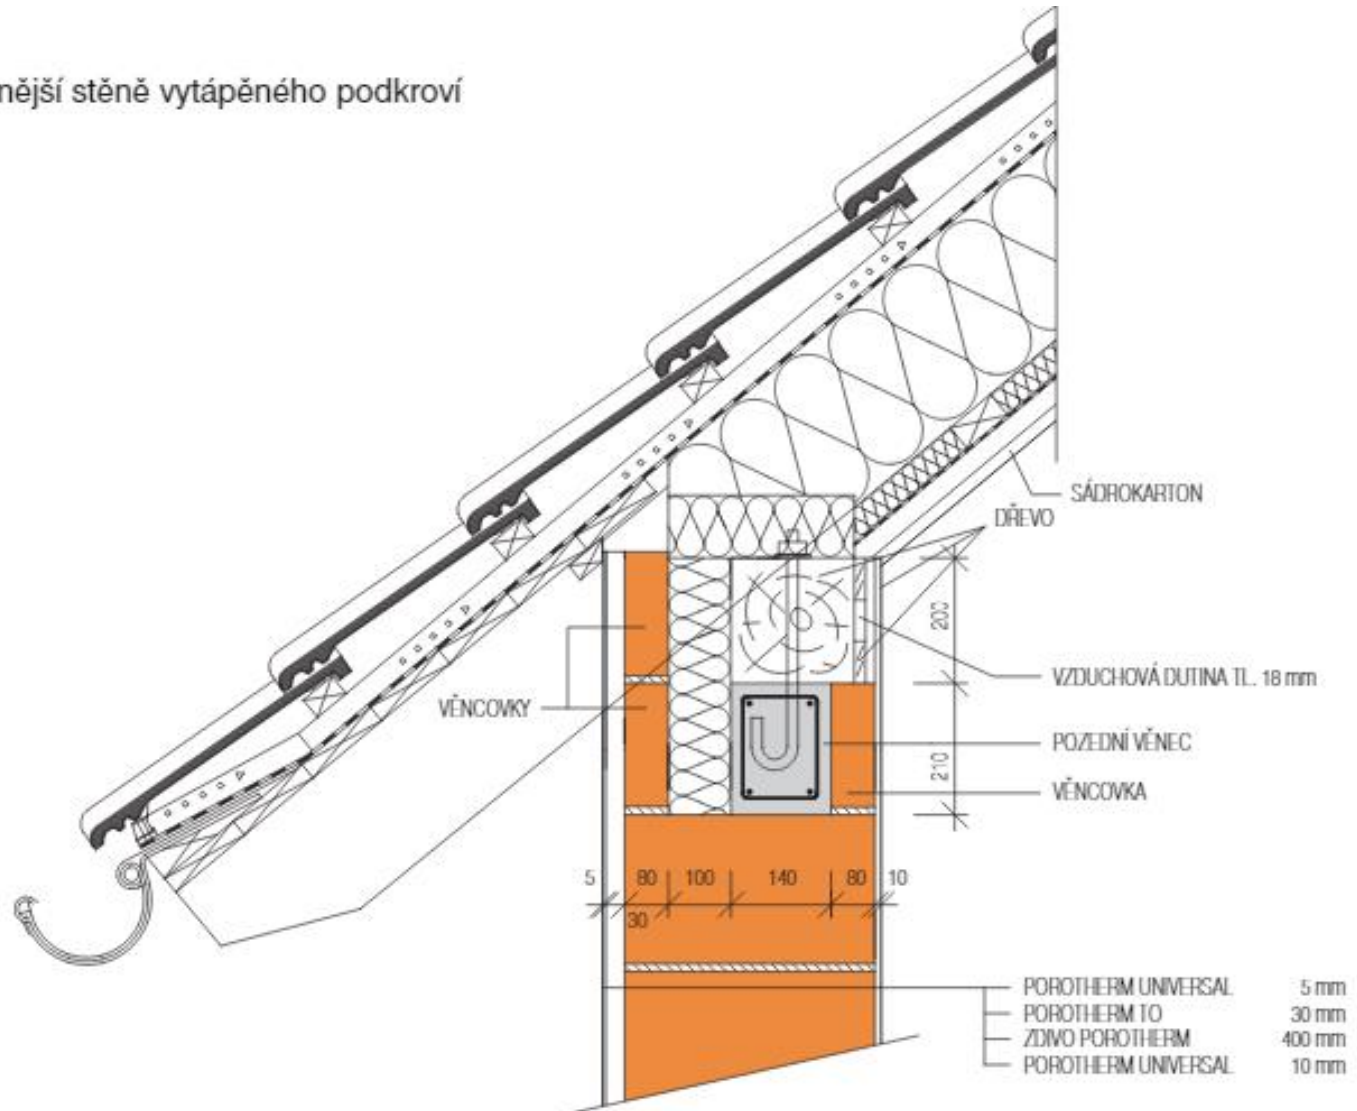 nější stěně vytápěného podkroví
SÁDROKARTON
DŘEVO
200
VZDUCHOVÁ DUTINA TL. 18 mm
VĚNCOVKY
POZEDNÍ VĚNEC
210
VĚNCOVKA
5 80 100 140 80 10
30
POROTHERM UNIVERSAL 5 mm
POROTHERM TO 30 mm
ZDIVO POROTHERM 400 mm
POROTHERM UNIVERSAL 10 mm